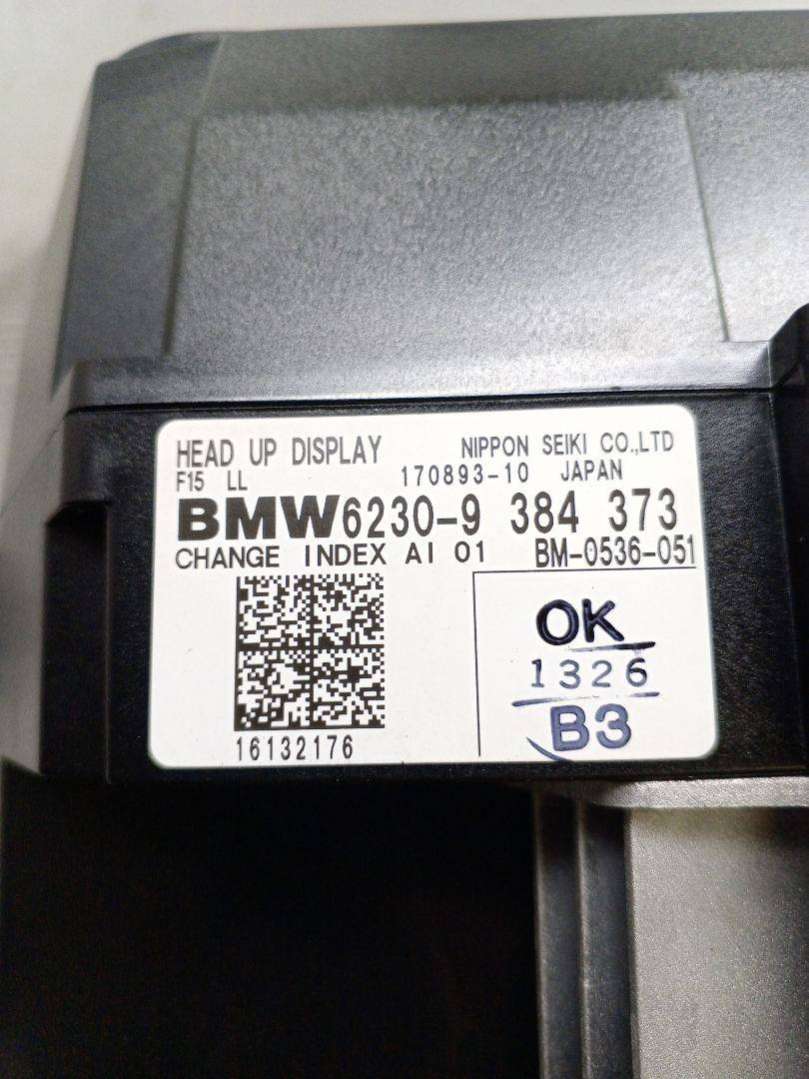 HEAD UP DISPLAY NIPPON SEIKI CO.,LTD
F15 LL 170893-10 JAPAN
BMW6230-9 384 373
CHANGE INDEX AI 01 BM-0536-051
OK
1326
B3
16132176